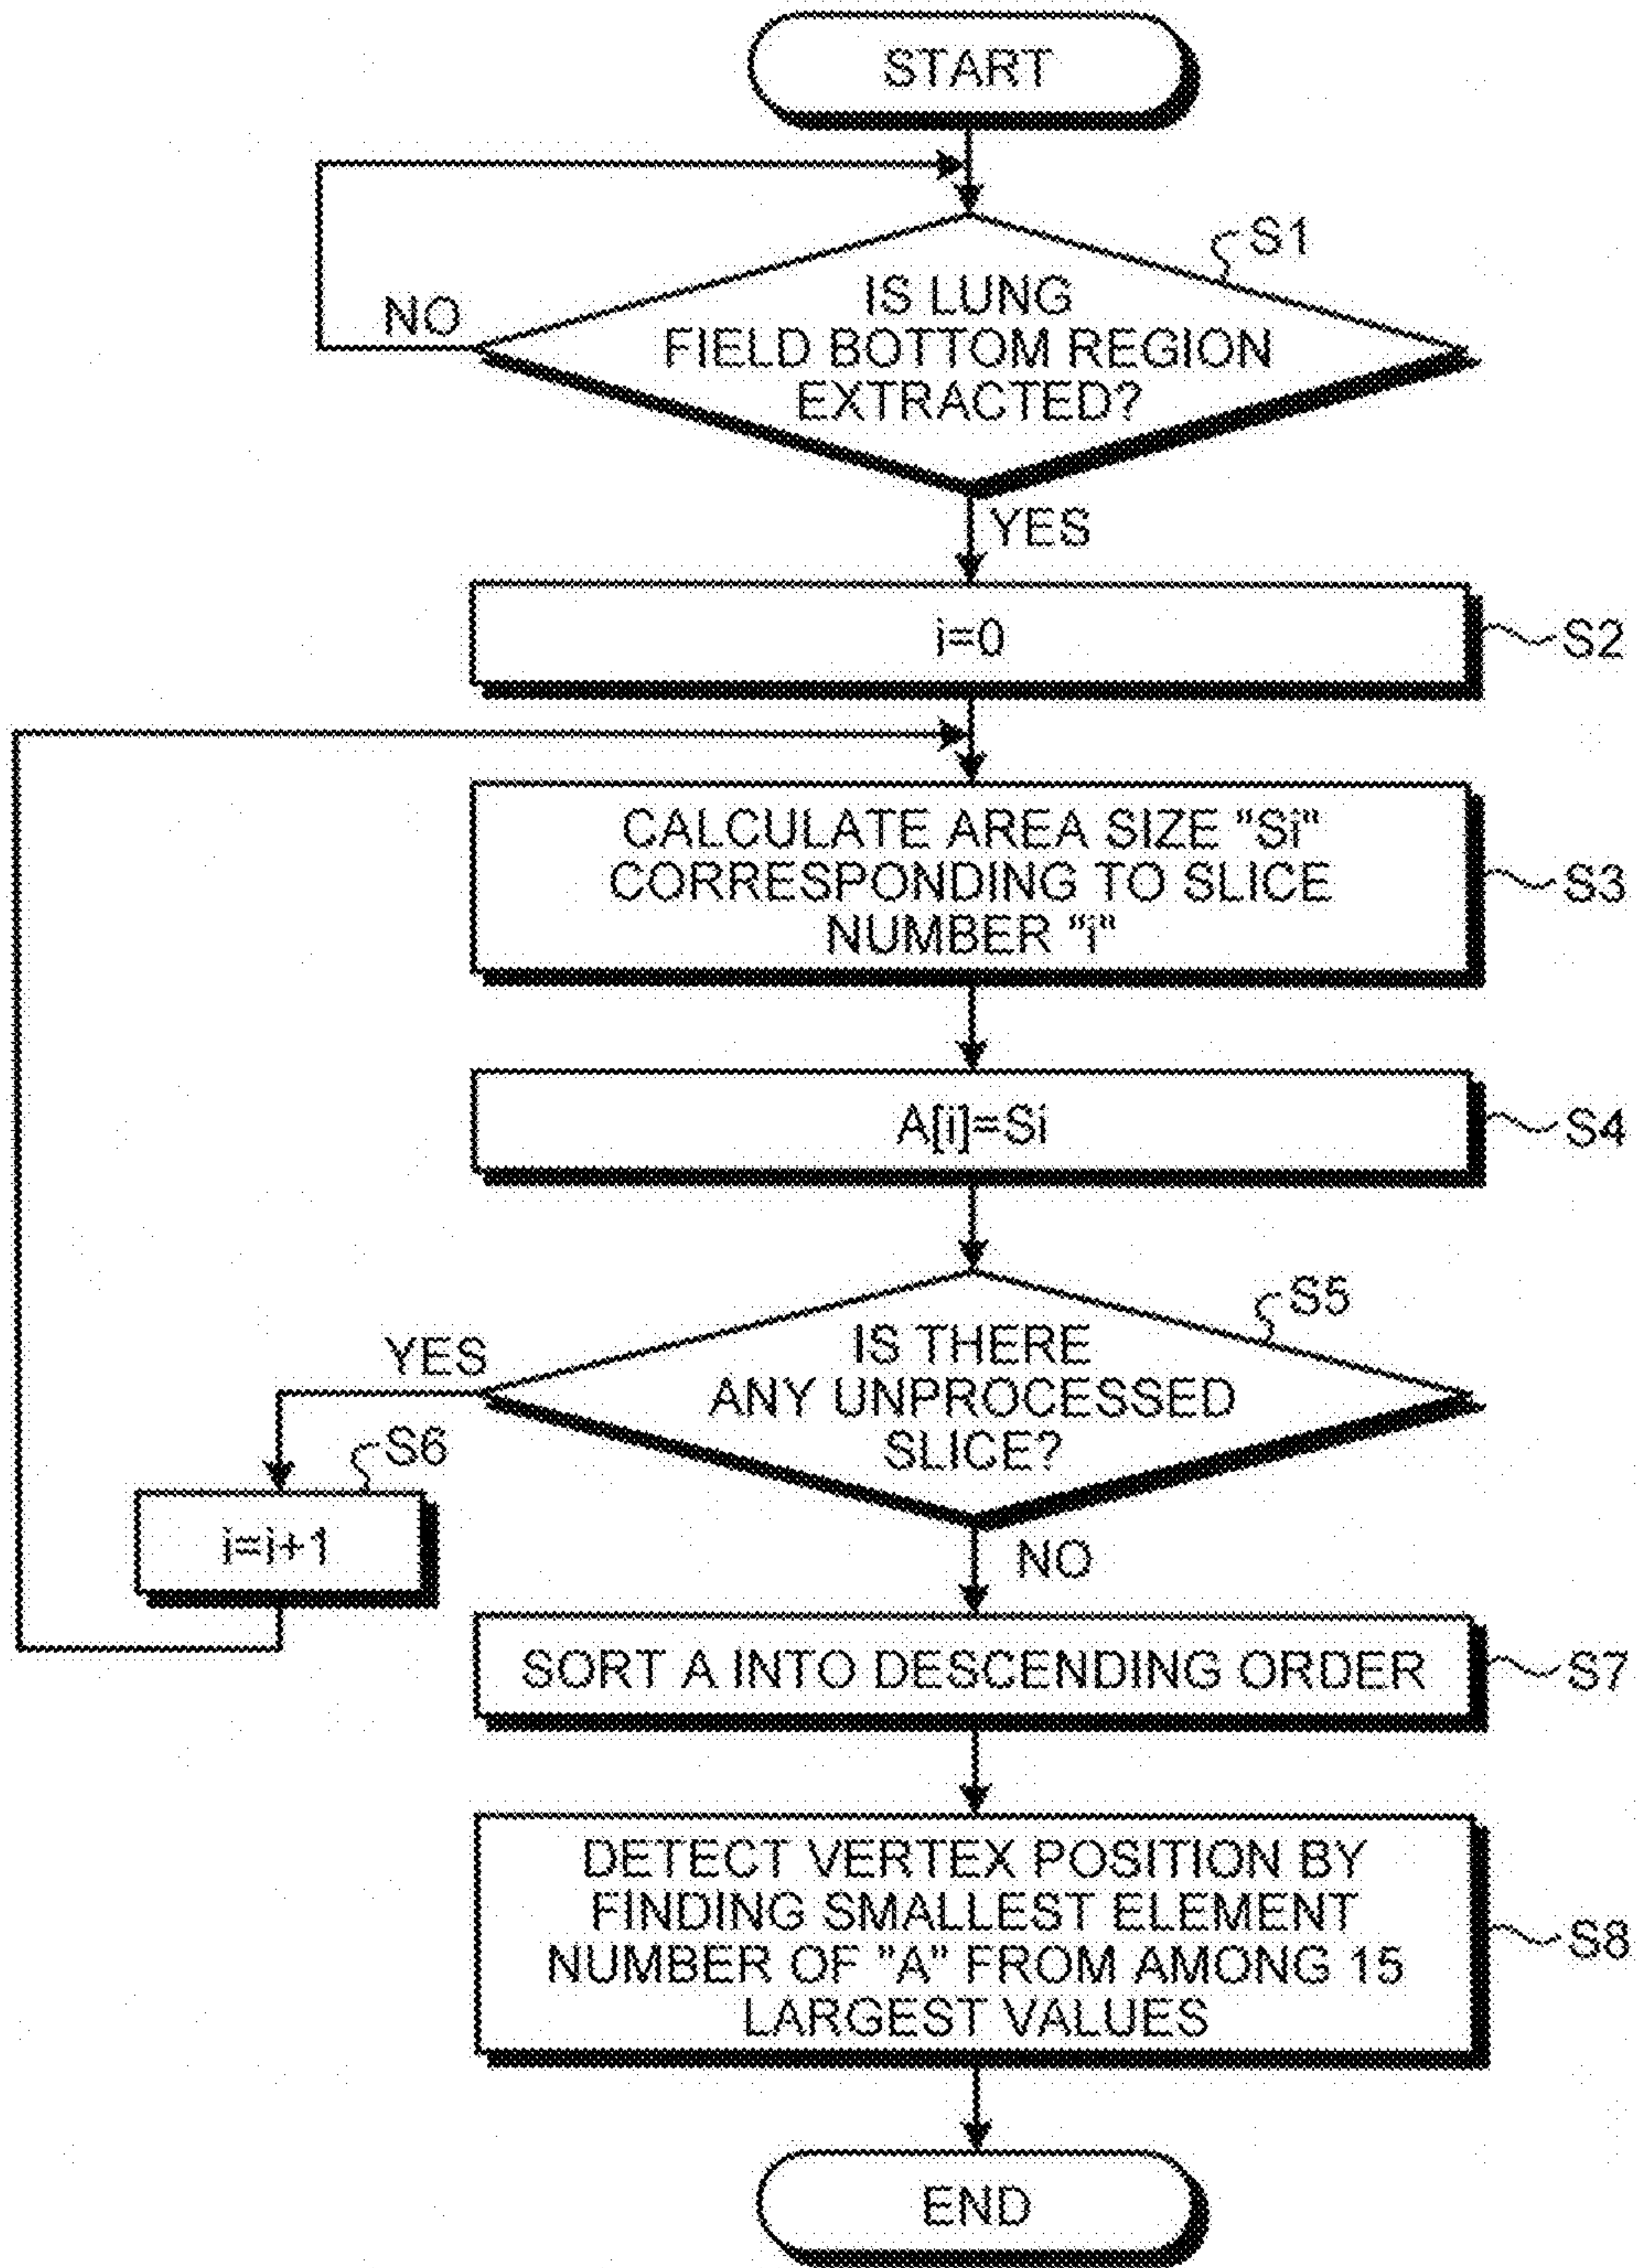 START
S1
IS LUNG
FIELD BOTTOM REGION
EXTRACTED?
NO
YES
i=0
S2
CALCULATE AREA SIZE "Si"
CORRESPONDING TO SLICE
NUMBER "i"
S3
A[i]=Si
S4
S5
IS THERE
ANY UNPROCESSED
SLICE?
YES
S6
i=i+1
NO
SORT A INTO DESCENDING ORDER
S7
DETECT VERTEX POSITION BY
FINDING SMALLEST ELEMENT
NUMBER OF "A" FROM AMONG 15
LARGEST VALUES
S8
END